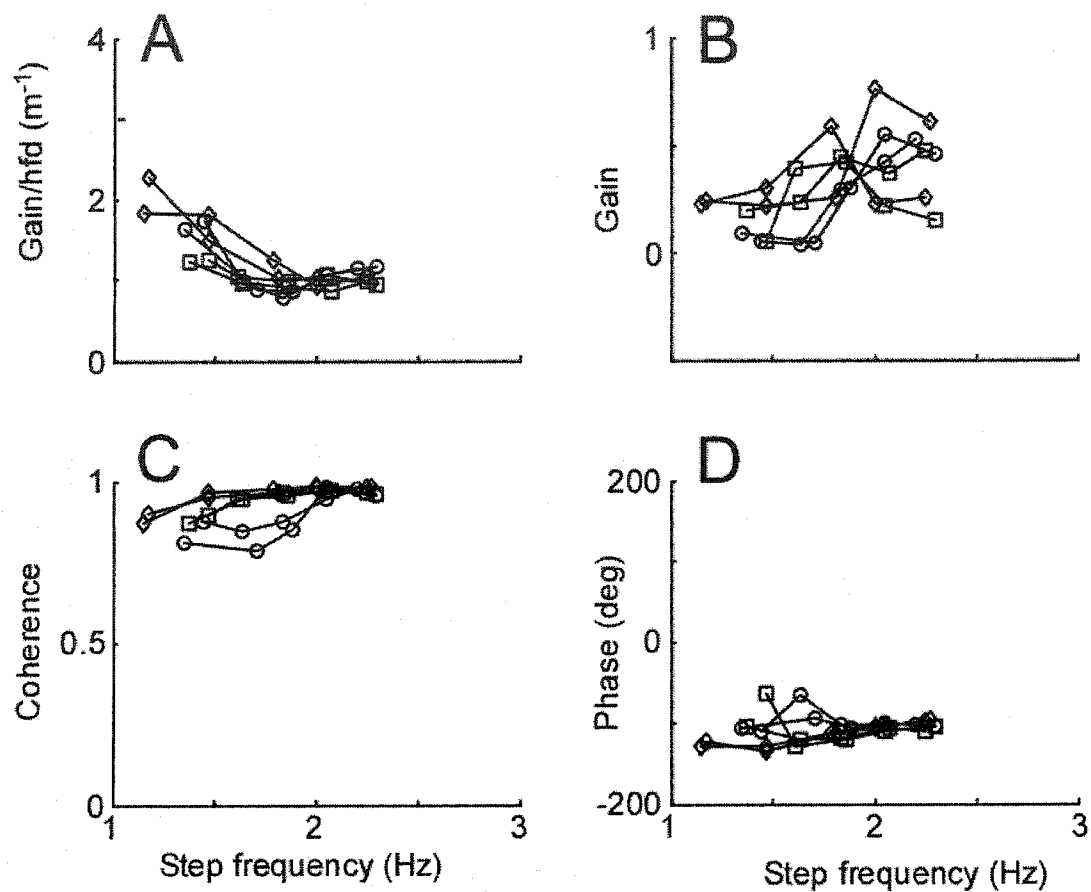 A
B
4
2
0
Gain/hfd (m⁻¹)
1
0
Gain
C
D
1
0.5
0
Coherence
1
2
3
Step frequency (Hz)
200
0
-200
Phase (deg)
1
2
3
Step frequency (Hz)